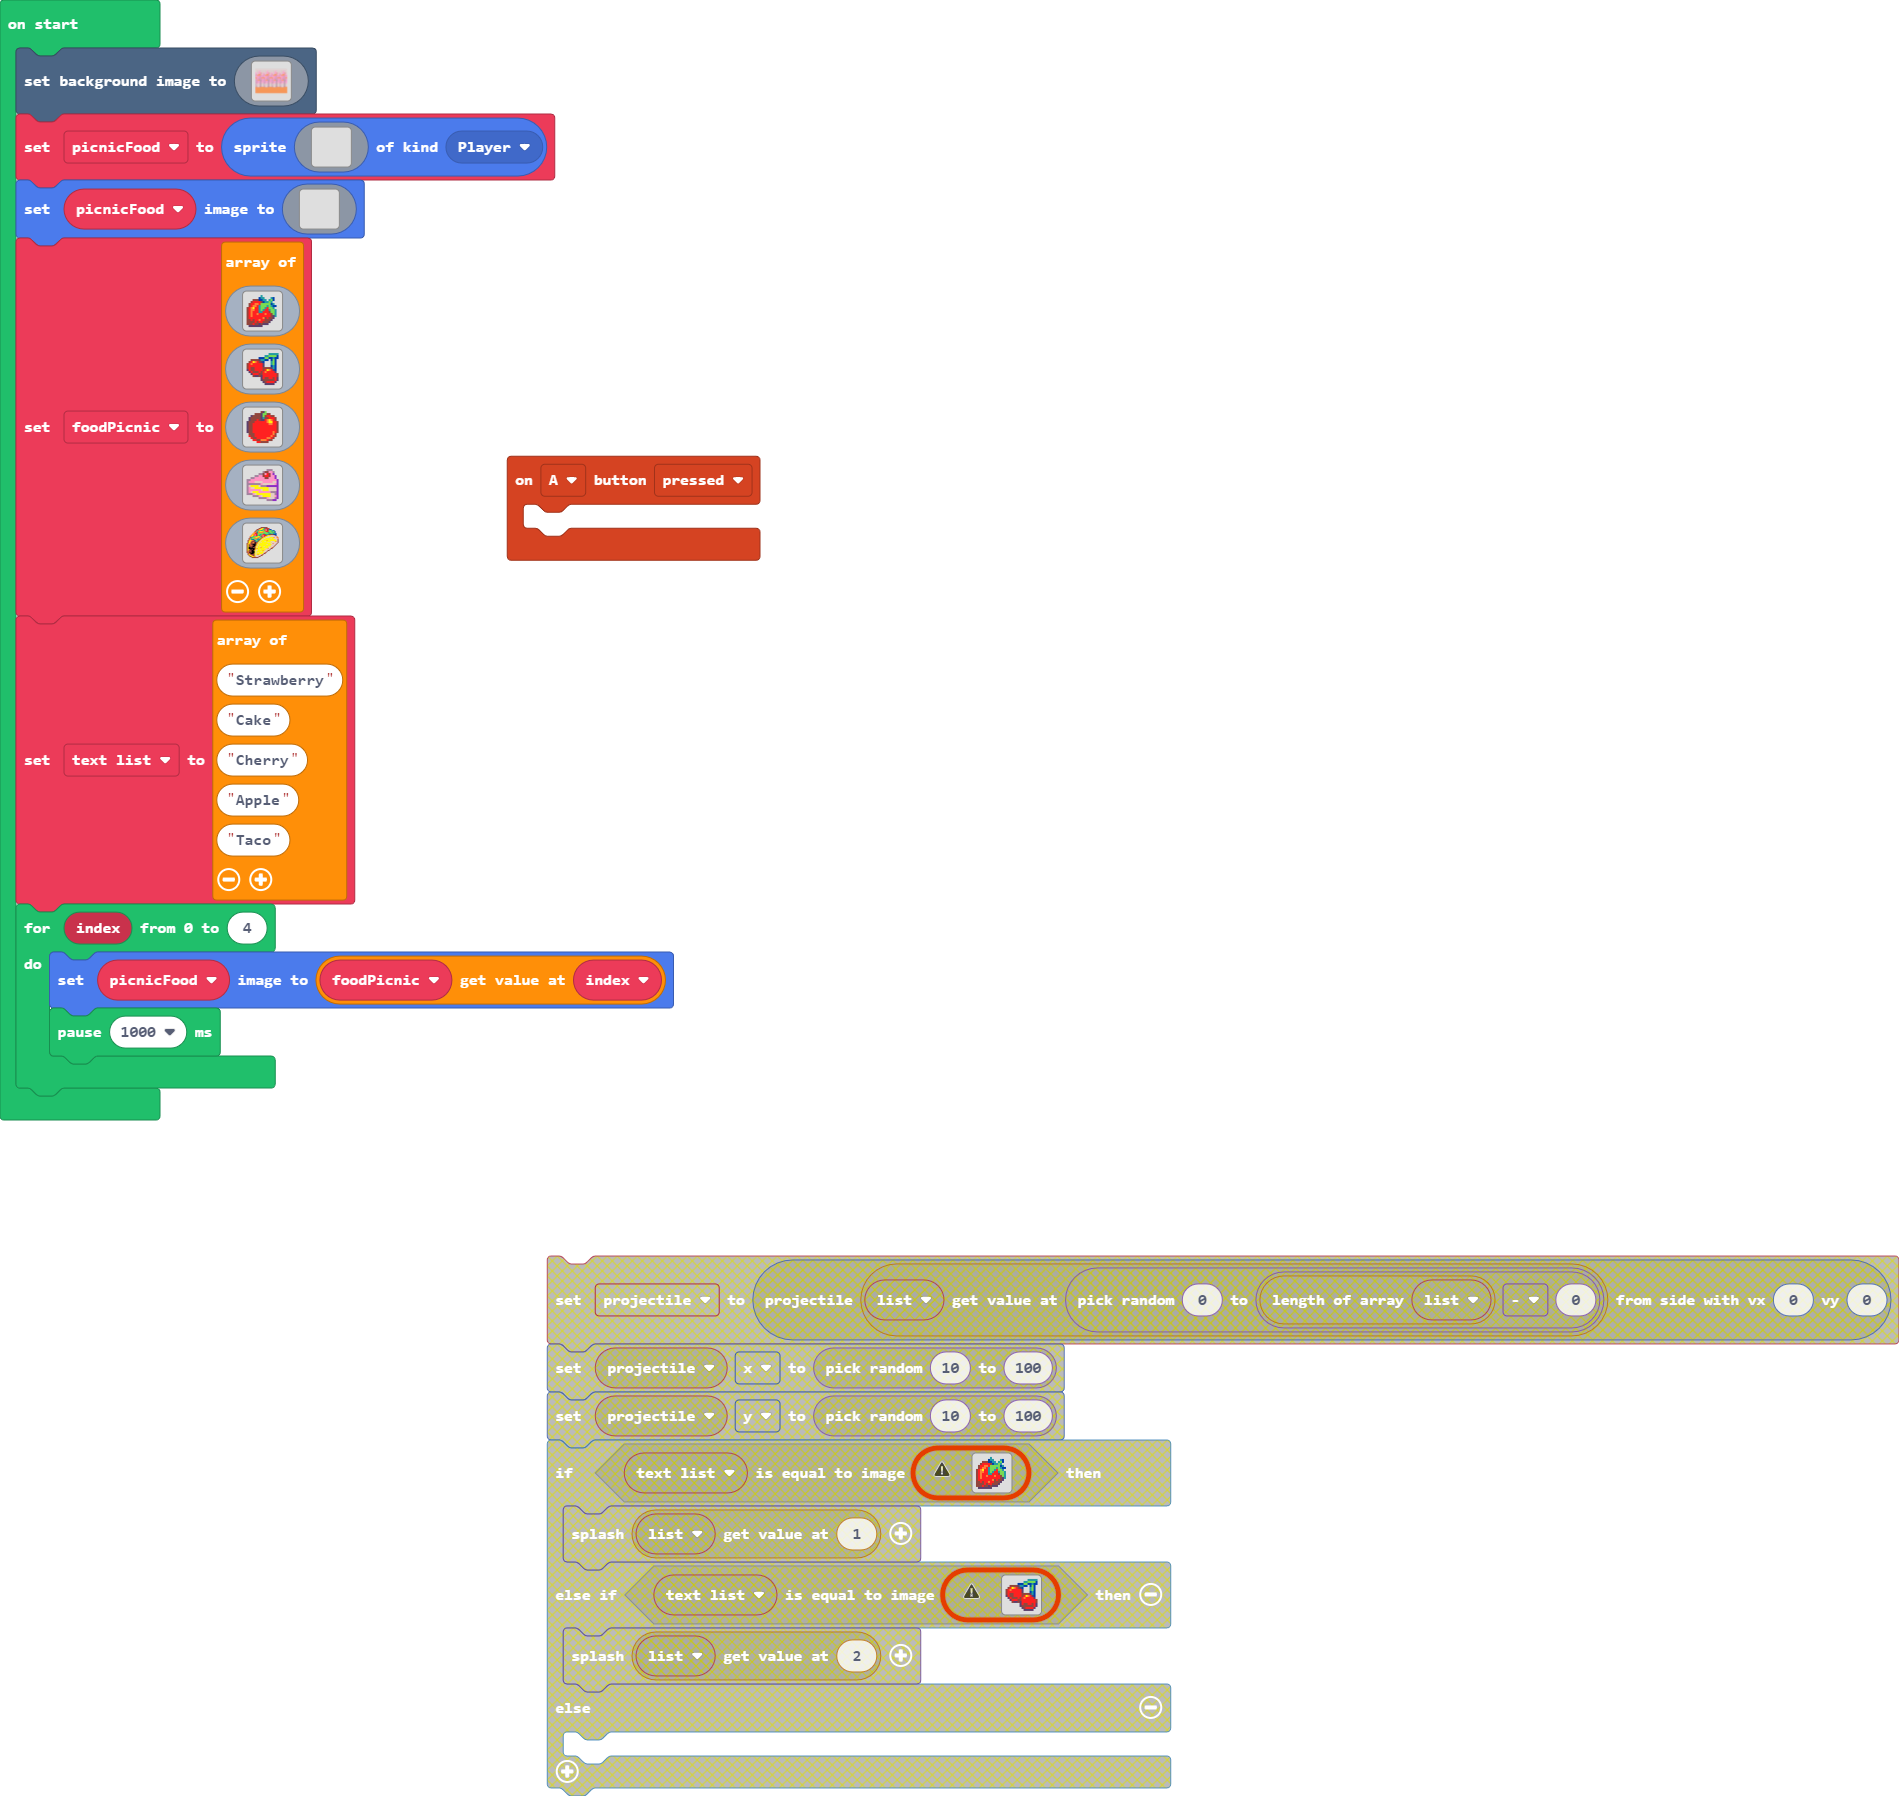 on start
set background image to
set picnicFood to sprite of kind Player
set picnicFood image to
array of
set foodPicnic to
on A button pressed
array of
"Strawberry"
"Cake"
set text list to "Cherry"
"Apple"
"Taco"
for index from 0 to 4
do
set picnicFood image to foodPicnic get value at index
pause 1000 ms
set projectile to projectile list get value at pick random 0 to length of array list - 0 from side with vx 0 vy 0
set projectile x to pick random 10 to 100
set projectile y to pick random 10 to 100
if text list is equal to image then
splash list get value at 1
else if text list is equal to image then
splash list get value at 2
else